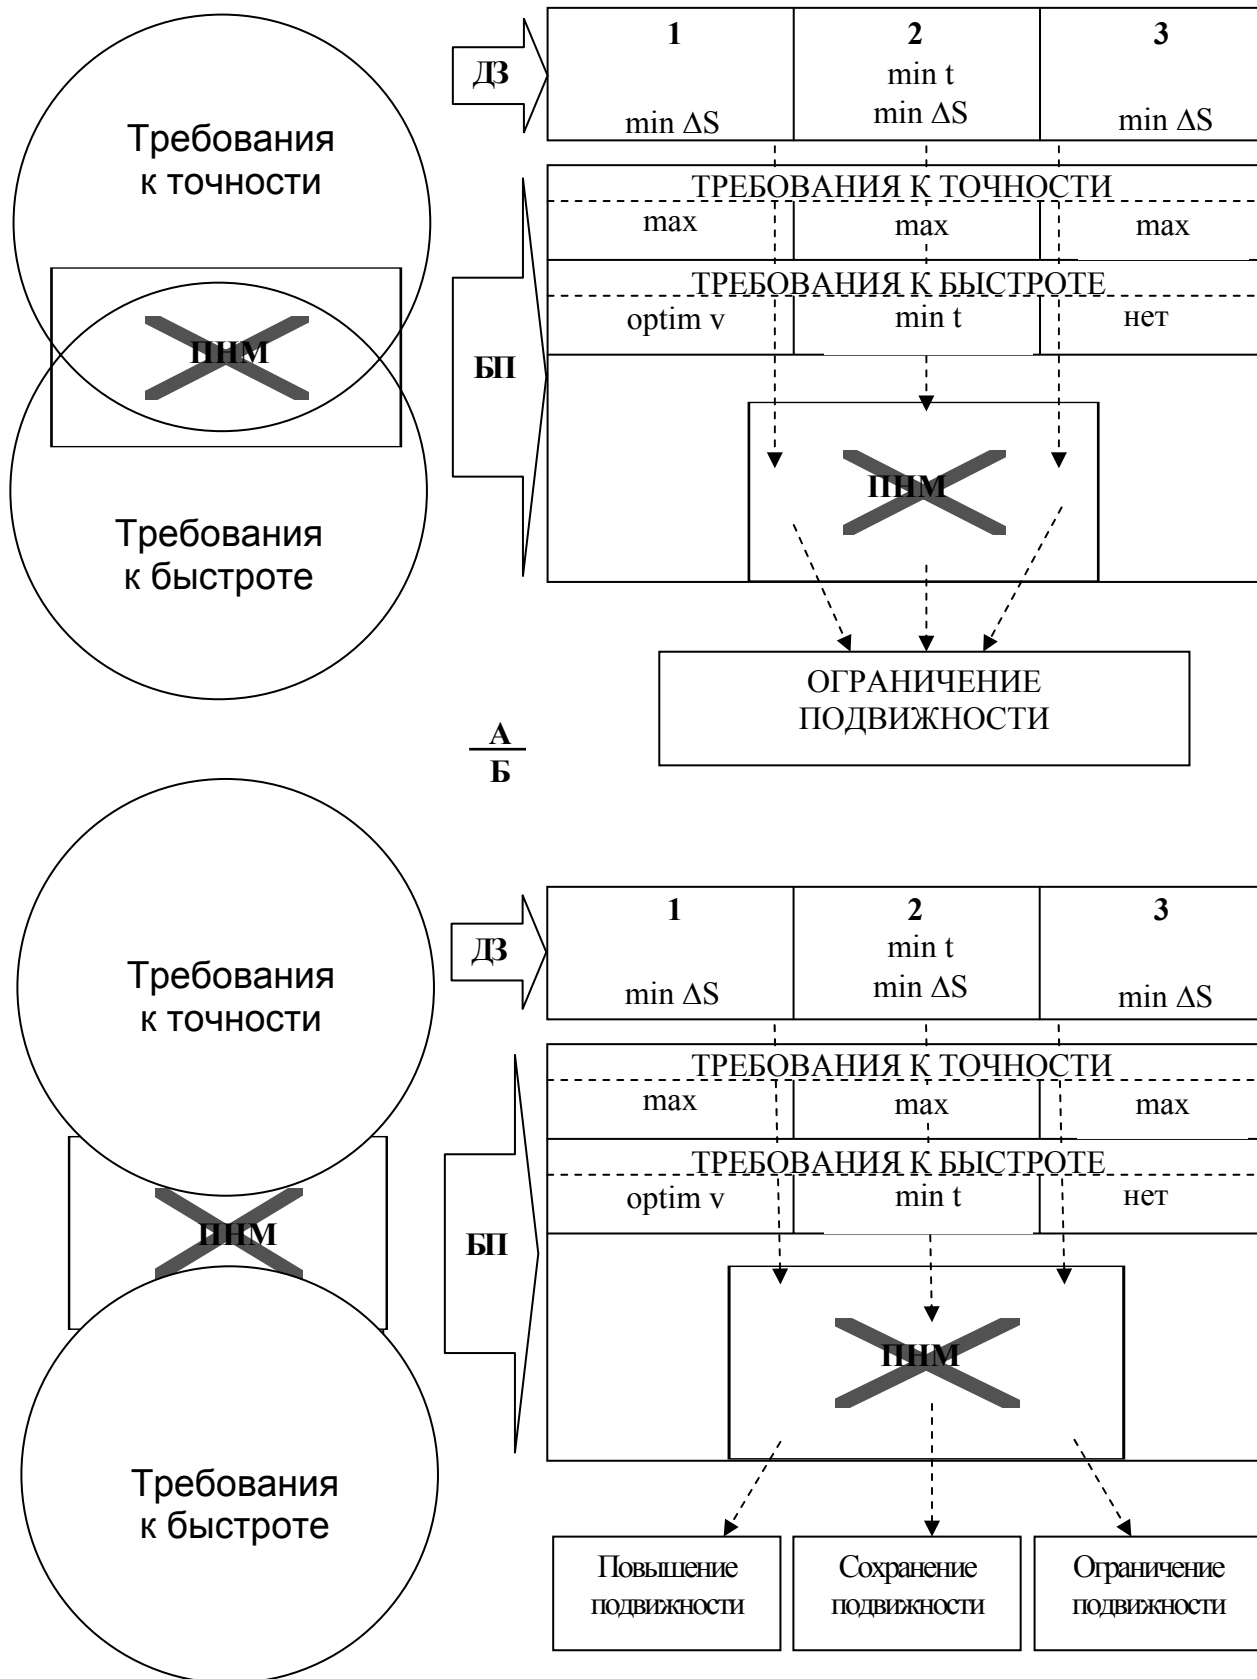 Требования
к точности
ПНМ
Требования
к быстроте
ДЗ
1
2
3
min t
min ΔS
min ΔS
min ΔS
БП
ТРЕБОВАНИЯ К ТОЧНОСТИ
max
max
max
ТРЕБОВАНИЯ К БЫСТРОТЕ
optim v
min t
нет
ПНМ
ОГРАНИЧЕНИЕ
ПОДВИЖНОСТИ
А
Б
Требования
к точности
ПНМ
Требования
к быстроте
ДЗ
1
2
3
min t
min ΔS
min ΔS
min ΔS
БП
ТРЕБОВАНИЯ К ТОЧНОСТИ
max
max
max
ТРЕБОВАНИЯ К БЫСТРОТЕ
optim v
min t
нет
ПНМ
Повышение
подвижности
Сохранение
подвижности
Ограничение
подвижности